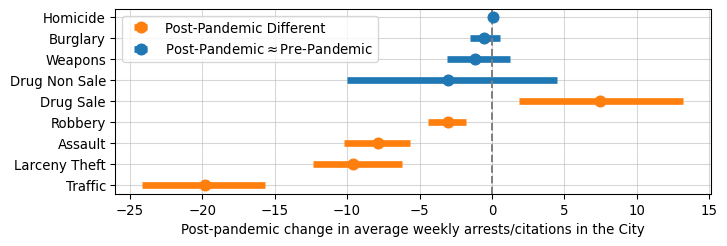 Homicide
Burglary
Weapons
Drug Non Sale
Drug Sale
Robbery
Assault
Larceny Theft
Traffic
Post-Pandemic Different
Post-Pandemic ≈ Pre-Pandemic
−25 −20 −15 −10 −5 0 5 10 15
Post-pandemic change in average weekly arrests/citations in the City